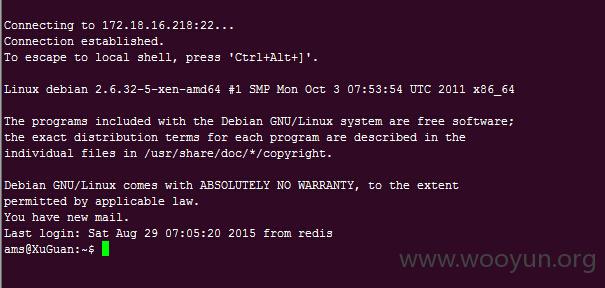 Connecting to 172.18.16.218:22...
Connection established.
To escape to local shell, press 'Ctrl+Alt+]'.
Linux debian 2.6.32-5-xen-amd64 #1 SMP Mon Oct 3 07:53:54 UTC 2011 x86_64
The programs included with the Debian GNU/Linux system are free software;
the exact distribution terms for each program are described in the
individual files in /usr/share/doc/*/copyright.
Debian GNU/Linux comes with ABSOLUTELY NO WARRANTY, to the extent
permitted by applicable law.
You have new mail.
Last login: Sat Aug 29 07:05:20 2015 from redis
ams@XuGuan:~$
www.wooyun.org